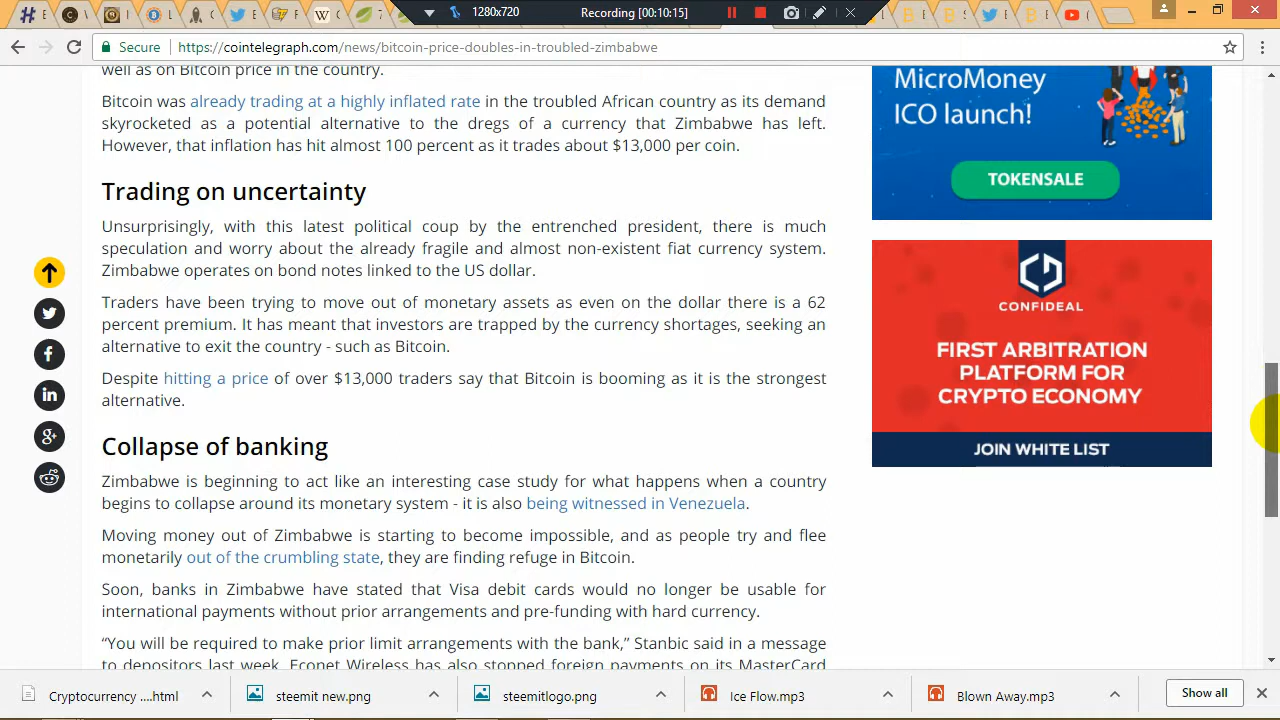 1280x720
Recording [00:10:15]
Secure
https://cointelegraph.com/news/bitcoin-price-doubles-in-troubled-zimbabwe
well as on Bitcoin price in the country.
Bitcoin was already trading at a highly inflated rate in the troubled African country as its demand
skyrocketed as a potential alternative to the dregs of a currency that Zimbabwe has left.
However, that inflation has hit almost 100 percent as it trades about $13,000 per coin.
Trading on uncertainty
Unsurprisingly, with this latest political coup by the entrenched president, there is much
speculation and worry about the already fragile and almost non-existent fiat currency system.
Zimbabwe operates on bond notes linked to the US dollar.
Traders have been trying to move out of monetary assets as even on the dollar there is a 62
percent premium. It has meant that investors are trapped by the currency shortages, seeking an
alternative to exit the country - such as Bitcoin.
Despite hitting a price of over $13,000 traders say that Bitcoin is booming as it is the strongest
alternative.
Collapse of banking
Zimbabwe is beginning to act like an interesting case study for what happens when a country
begins to collapse around its monetary system - it is also being witnessed in Venezuela.
Moving money out of Zimbabwe is starting to become impossible, and as people try and flee
monetarily out of the crumbling state, they are finding refuge in Bitcoin.
Soon, banks in Zimbabwe have stated that Visa debit cards would no longer be usable for
international payments without prior arrangements and pre-funding with hard currency.
“You will be required to make prior limit arrangements with the bank,” Stanbic said in a message
to depositors last week. Econet Wireless has also stopped foreign payments on its MasterCard
MicroMoney
ICO launch!
TOKENSALE
CONFIDEAL
FIRST ARBITRATION
PLATFORM FOR
CRYPTO ECONOMY
JOIN WHITE LIST
Cryptocurrency ....html
steemit new.png
steemitlogo.png
Ice Flow.mp3
Blown Away.mp3
Show all